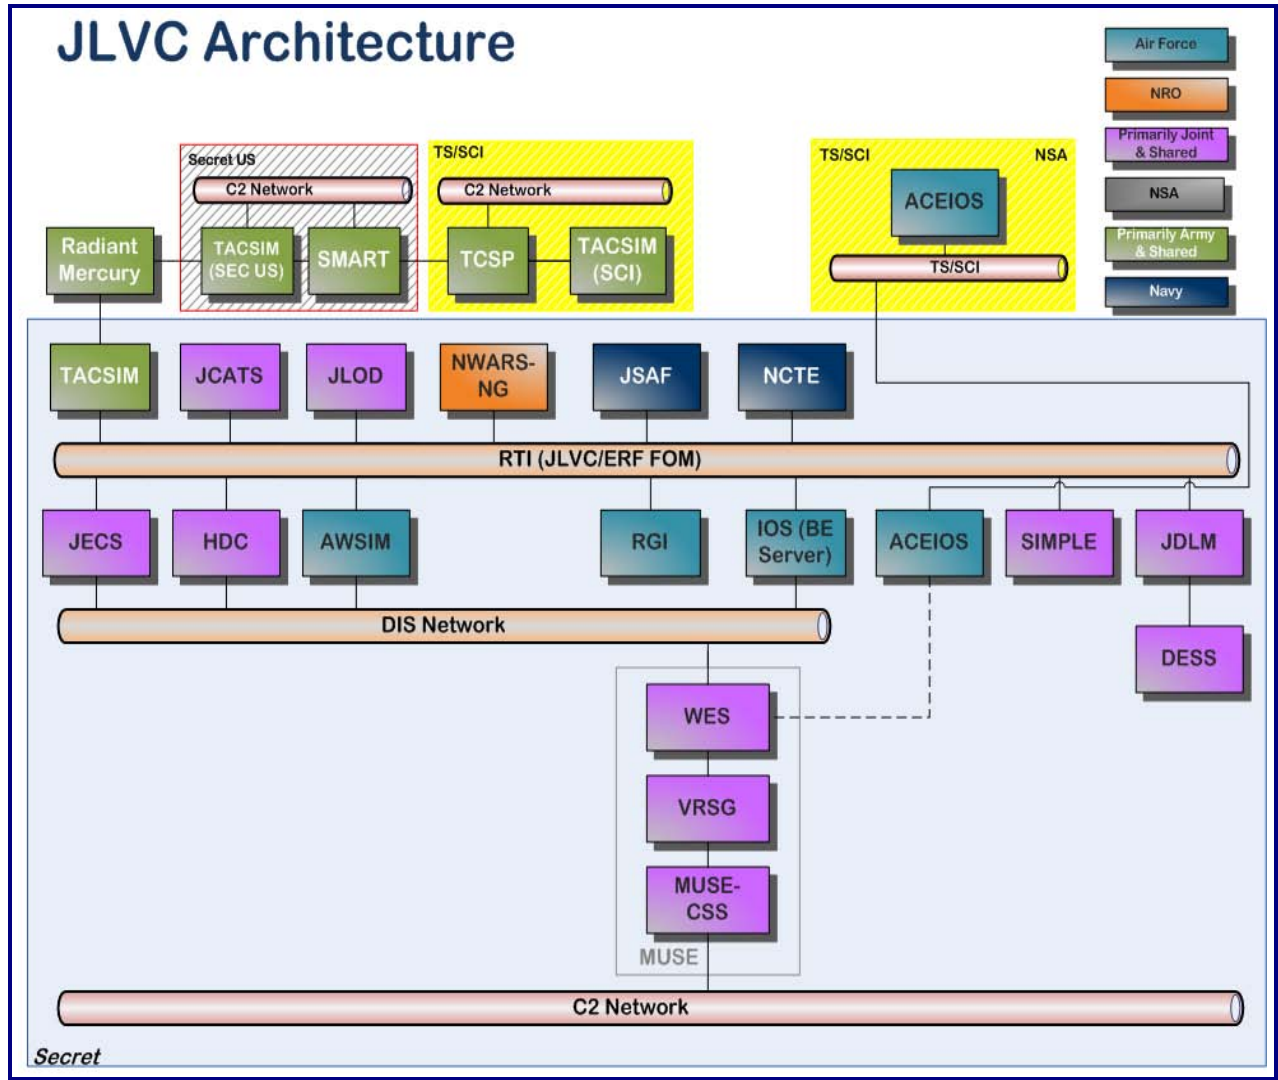 JLVC Architecture
Air Force
NRO
Primarily Joint
& Shared
NSA
Primarily Army
& Shared
Navy
Secret US
C2 Network
TS/SCI
C2 Network
TS/SCI
NSA
ACEIOS
TS/SCI
Radiant
Mercury
TACSIM
(SEC US)
SMART
TCSP
TACSIM
(SCI)
TACSIM
JCATS
JLOD
NWARS-
NG
JSAF
NCTE
RTI (JLVC/ERF FOM)
JECS
HDC
AWSIM
RGI
IOS (BE
Server)
ACEIOS
SIMPLE
JDLM
DIS Network
DESS
WES
VRSG
MUSE-
CSS
MUSE
C2 Network
Secret